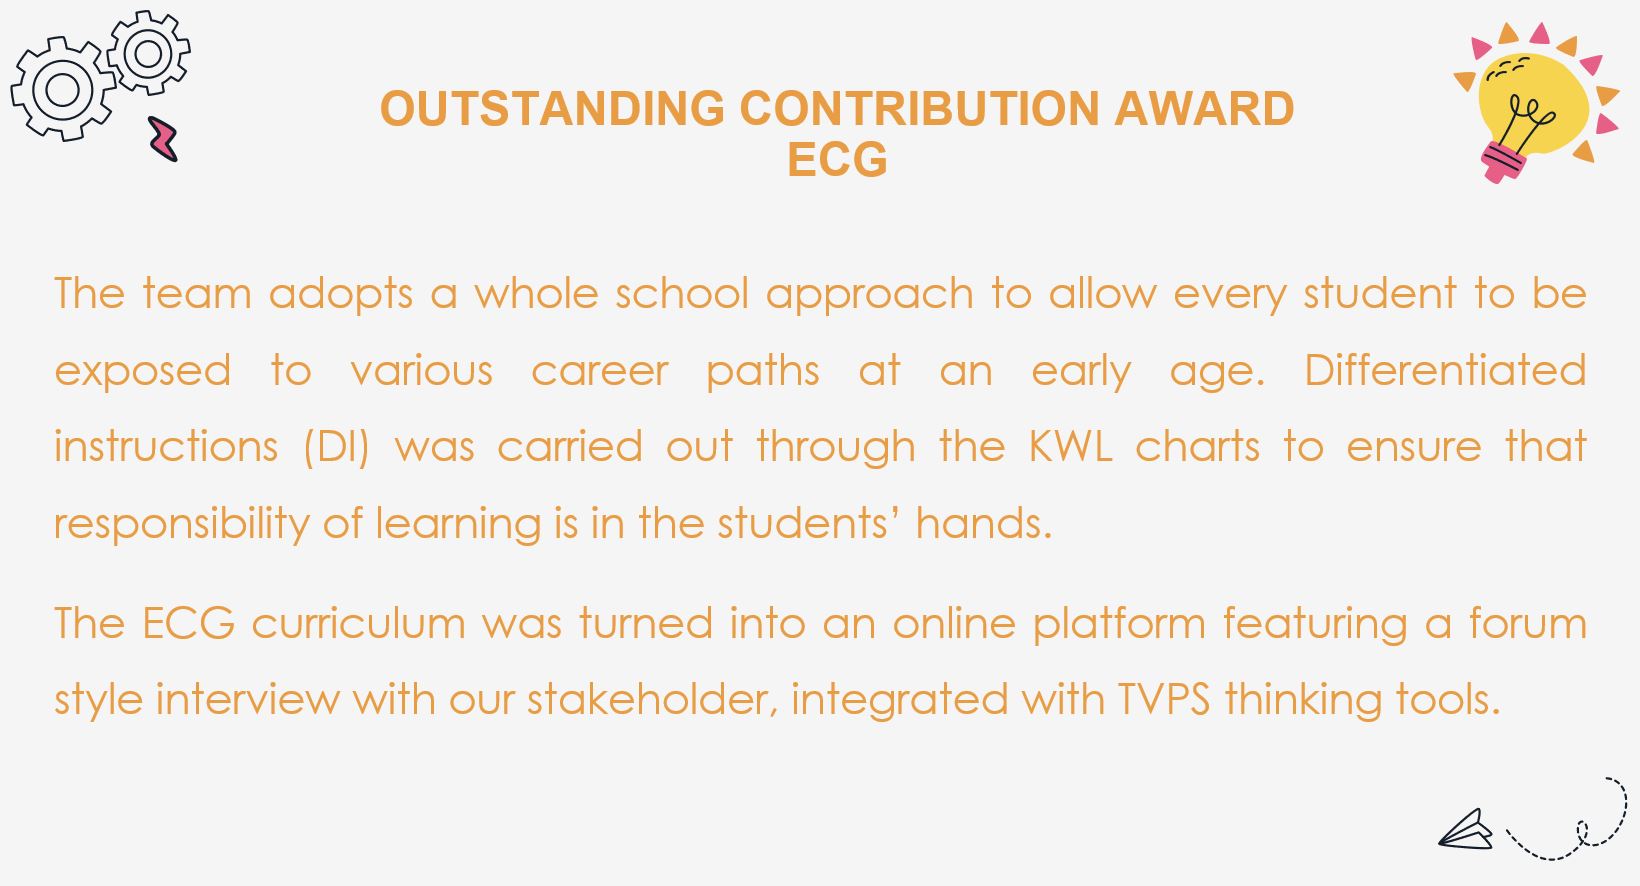 OUTSTANDING CONTRIBUTION AWARD
ECG
The team adopts a whole school approach to allow every student to be
exposed to various career paths at an early age. Differentiated
instructions (DI) was carried out through the KWL charts to ensure that
responsibility of learning is in the students’ hands.
The ECG curriculum was turned into an online platform featuring a forum
style interview with our stakeholder, integrated with TVPS thinking tools.